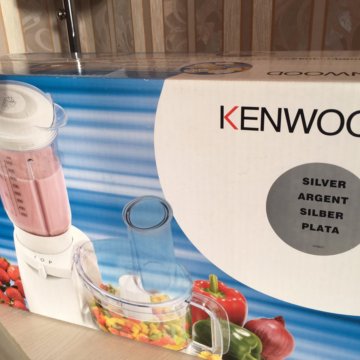 KENWOO
SILVER
ARGENT
SILBER
PLATA